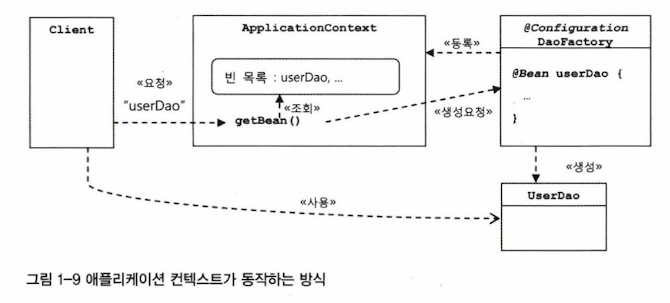 Client
«요청»
"userDao"
ApplicationContext
빈 목록 : userDao, ...
«조회»
getBean()
«등록»
«생성요청»
@Configuration
DaoFactory
@Bean userDao {
...
}
«생성»
«사용»
UserDao
그림 1-9 애플리케이션 컨텍스트가 동작하는 방식